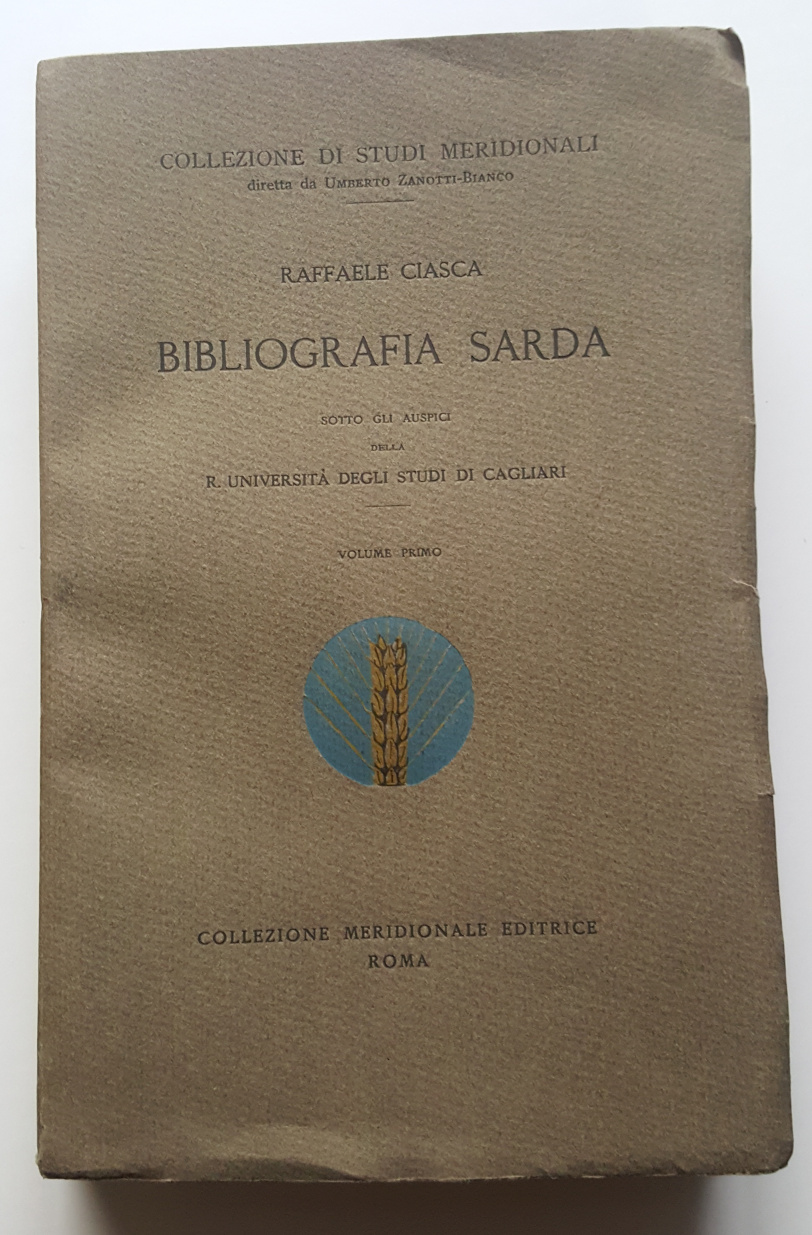 COLLEZIONE DI STUDI MERIDIONALI
diretta da UMBERTO ZANOTTI-BIANCO
RAFFAELE CIASCA
BIBLIOGRAFIA SARDA
SOTTO GLI AUSPICI
DELLA
R. UNIVERSITÀ DEGLI STUDI DI CAGLIARI
VOLUME PRIMO
COLLEZIONE MERIDIONALE EDITRICE
ROMA